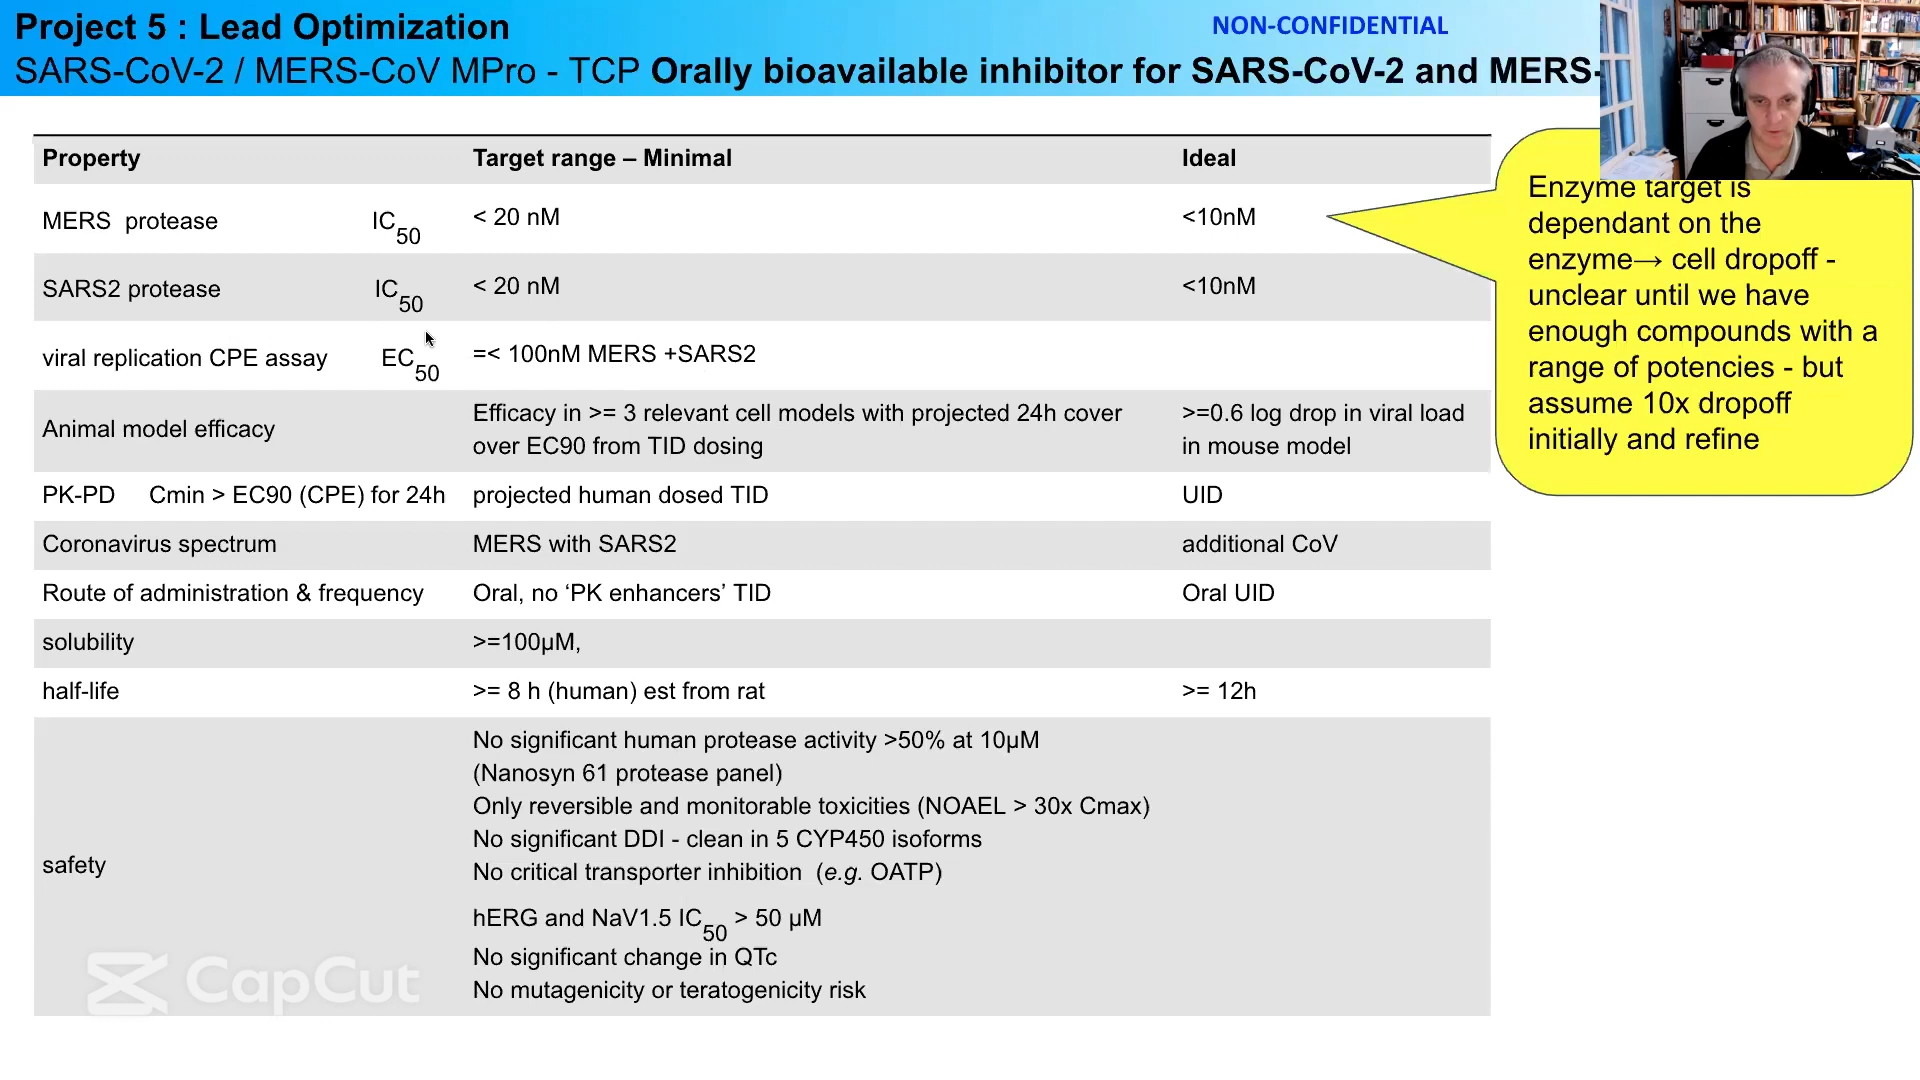 Project 5 : Lead Optimization
NON-CONFIDENTIAL
SARS-CoV-2 / MERS-CoV MPro - TCP Orally bioavailable inhibitor for SARS-CoV-2 and MERS-
Property Target range – Minimal Ideal
MERS protease IC50 < 20 nM <10nM
SARS2 protease IC50 < 20 nM <10nM
viral replication CPE assay EC50 =< 100nM MERS +SARS2
Animal model efficacy
Efficacy in >= 3 relevant cell models with projected 24h cover
over EC90 from TID dosing
>=0.6 log drop in viral load
in mouse model
PK-PD Cmin > EC90 (CPE) for 24h projected human dosed TID UID
Coronavirus spectrum MERS with SARS2 additional CoV
Route of administration & frequency Oral, no ‘PK enhancers’ TID Oral UID
solubility >=100µM,
half-life >= 8 h (human) est from rat >= 12h
safety
No significant human protease activity >50% at 10µM
(Nanosyn 61 protease panel)
Only reversible and monitorable toxicities (NOAEL > 30x Cmax)
No significant DDI - clean in 5 CYP450 isoforms
No critical transporter inhibition (e.g. OATP)
hERG and NaV1.5 IC50 > 50 µM
No significant change in QTc
No mutagenicity or teratogenicity risk
Enzyme target is
dependant on the
enzyme→ cell dropoff -
unclear until we have
enough compounds with a
range of potencies - but
assume 10x dropoff
initially and refine
CapCut